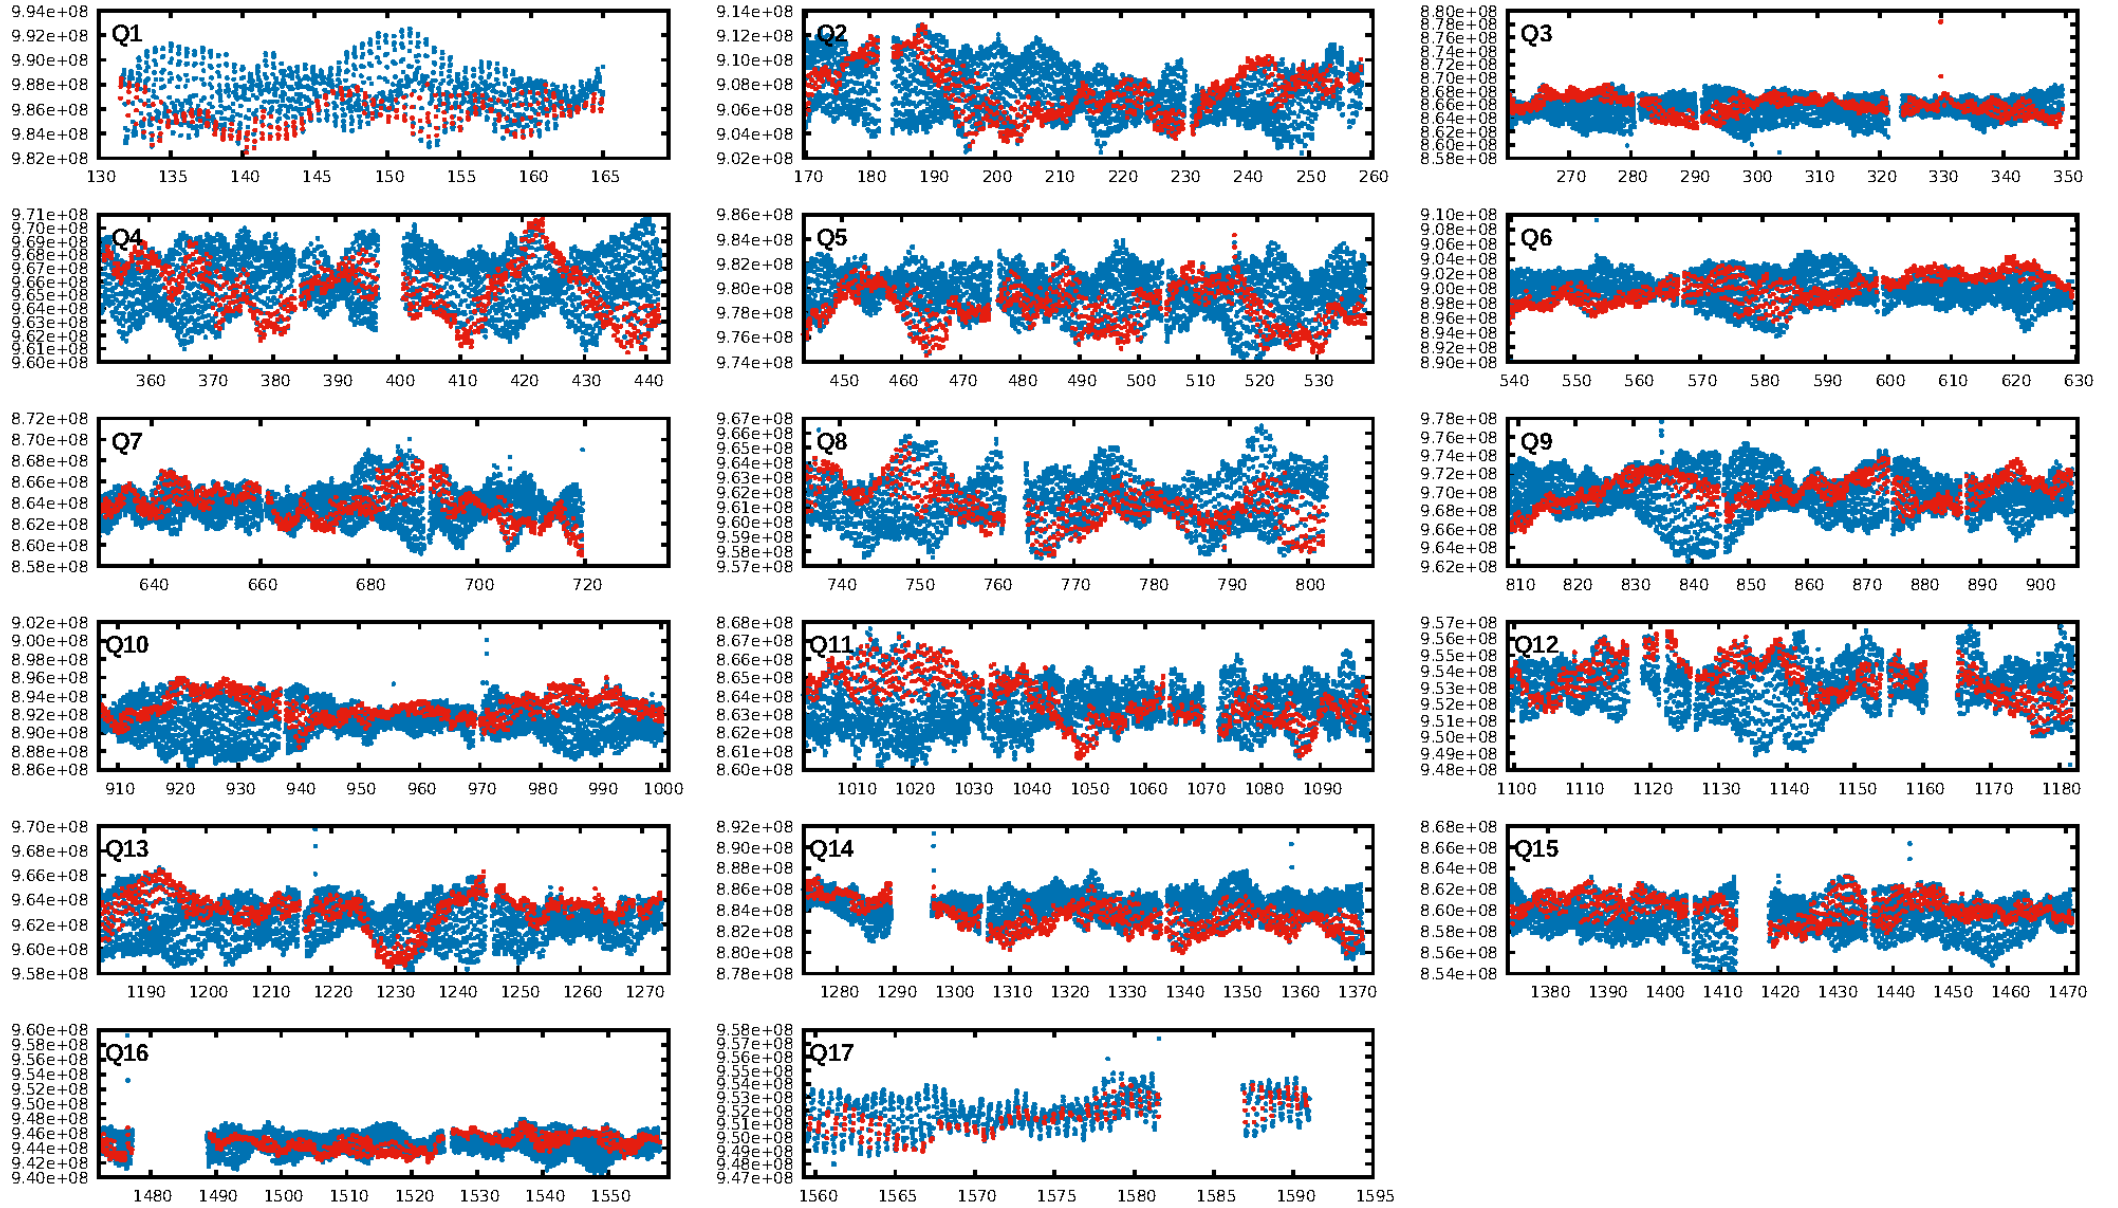 9.94e+08
9.92e+08
9.90e+08
9.88e+08
9.86e+08
9.84e+08
9.82e+08
Q1
130 135 140 145 150 155 160 165
9.14e+08
9.12e+08
9.10e+08
9.08e+08
9.06e+08
9.04e+08
9.02e+08
Q2
170 180 190 200 210 220 230 240 250 260
8.80e+08
8.78e+08
8.76e+08
8.74e+08
8.72e+08
8.70e+08
8.68e+08
8.66e+08
8.64e+08
8.62e+08
8.60e+08
8.58e+08
Q3
270 280 290 300 310 320 330 340 350
9.71e+08
9.70e+08
9.69e+08
9.68e+08
9.67e+08
9.66e+08
9.65e+08
9.64e+08
9.63e+08
9.62e+08
9.61e+08
9.60e+08
Q4
360 370 380 390 400 410 420 430 440
9.86e+08
9.84e+08
9.82e+08
9.80e+08
9.78e+08
9.76e+08
9.74e+08
Q5
450 460 470 480 490 500 510 520 530
9.10e+08
9.08e+08
9.06e+08
9.04e+08
9.02e+08
9.00e+08
8.98e+08
8.96e+08
8.94e+08
8.92e+08
8.90e+08
Q6
540 550 560 570 580 590 600 610 620 630
8.72e+08
8.70e+08
8.68e+08
8.66e+08
8.64e+08
8.62e+08
8.60e+08
8.58e+08
Q7
640 660 680 700 720
9.67e+08
9.66e+08
9.65e+08
9.64e+08
9.63e+08
9.62e+08
9.61e+08
9.60e+08
9.59e+08
9.58e+08
9.57e+08
Q8
740 750 760 770 780 790 800
9.78e+08
9.76e+08
9.74e+08
9.72e+08
9.70e+08
9.68e+08
9.66e+08
9.64e+08
9.62e+08
Q9
810 820 830 840 850 860 870 880 890 900
9.02e+08
9.00e+08
8.98e+08
8.96e+08
8.94e+08
8.92e+08
8.90e+08
8.88e+08
8.86e+08
Q10
910 920 930 940 950 960 970 980 990 1000
8.68e+08
8.67e+08
8.66e+08
8.65e+08
8.64e+08
8.63e+08
8.62e+08
8.61e+08
8.60e+08
Q11
1010 1020 1030 1040 1050 1060 1070 1080 1090
9.57e+08
9.56e+08
9.55e+08
9.54e+08
9.53e+08
9.52e+08
9.51e+08
9.50e+08
9.49e+08
9.48e+08
Q12
1100 1110 1120 1130 1140 1150 1160 1170 1180
9.70e+08
9.68e+08
9.66e+08
9.64e+08
9.62e+08
9.60e+08
9.58e+08
Q13
1190 1200 1210 1220 1230 1240 1250 1260 1270
8.92e+08
8.90e+08
8.88e+08
8.86e+08
8.84e+08
8.82e+08
8.80e+08
8.78e+08
Q14
1280 1290 1300 1310 1320 1330 1340 1350 1360 1370
8.68e+08
8.66e+08
8.64e+08
8.62e+08
8.60e+08
8.58e+08
8.56e+08
8.54e+08
Q15
1380 1390 1400 1410 1420 1430 1440 1450 1460 1470
9.60e+08
9.58e+08
9.56e+08
9.54e+08
9.52e+08
9.50e+08
9.48e+08
9.46e+08
9.44e+08
9.42e+08
9.40e+08
Q16
1480 1490 1500 1510 1520 1530 1540 1550
9.58e+08
9.57e+08
9.56e+08
9.55e+08
9.54e+08
9.53e+08
9.52e+08
9.51e+08
9.50e+08
9.49e+08
9.48e+08
9.47e+08
Q17
1560 1565 1570 1575 1580 1585 1590 1595